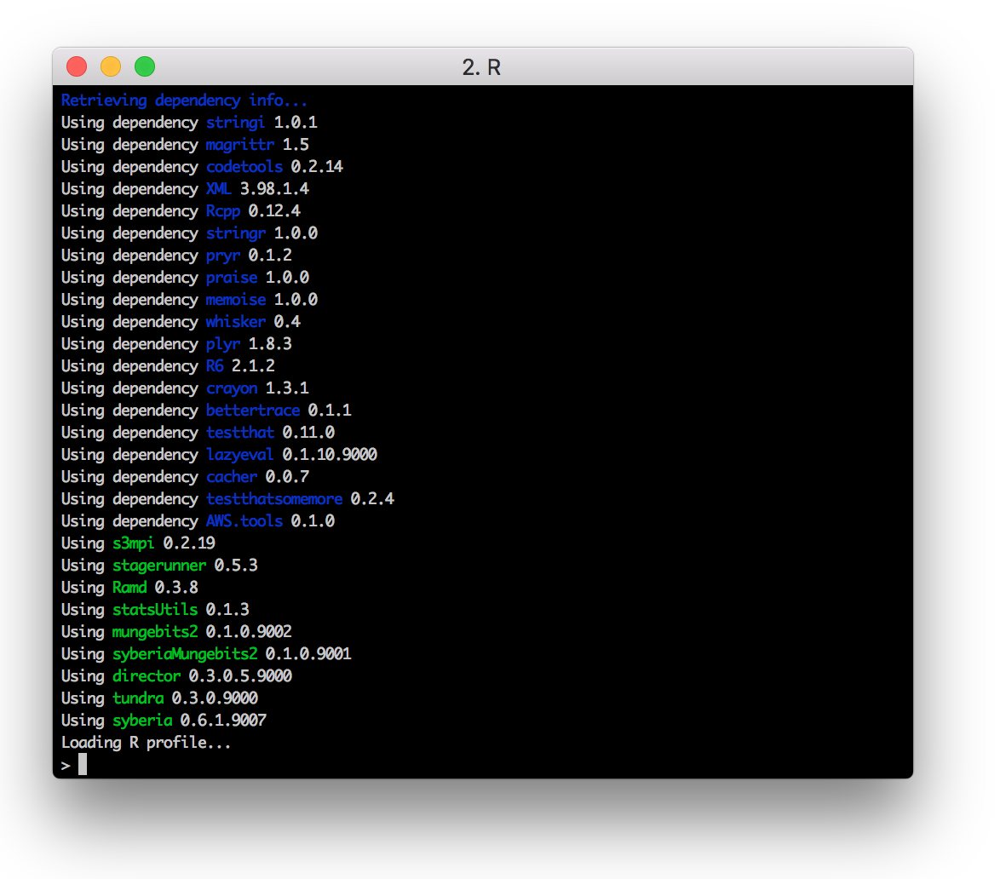 2. R
Retrieving dependency info...
Using dependency stringi 1.0.1
Using dependency magrittr 1.5
Using dependency codetools 0.2.14
Using dependency XML 3.98.1.4
Using dependency Rcpp 0.12.4
Using dependency stringr 1.0.0
Using dependency pryr 0.1.2
Using dependency praise 1.0.0
Using dependency memoise 1.0.0
Using dependency whisker 0.4
Using dependency plyr 1.8.3
Using dependency R6 2.1.2
Using dependency crayon 1.3.1
Using dependency bettertrace 0.1.1
Using dependency testthat 0.11.0
Using dependency lazyeval 0.1.10.9000
Using dependency cacher 0.0.7
Using dependency testthatsomemore 0.2.4
Using dependency AWS.tools 0.1.0
Using s3mpi 0.2.19
Using stagerunner 0.5.3
Using Ramd 0.3.8
Using statsUtils 0.1.3
Using mungebits2 0.1.0.9002
Using syberiaMungebits2 0.1.0.9001
Using director 0.3.0.5.9000
Using tundra 0.3.0.9000
Using syberia 0.6.1.9007
Loading R profile...
>